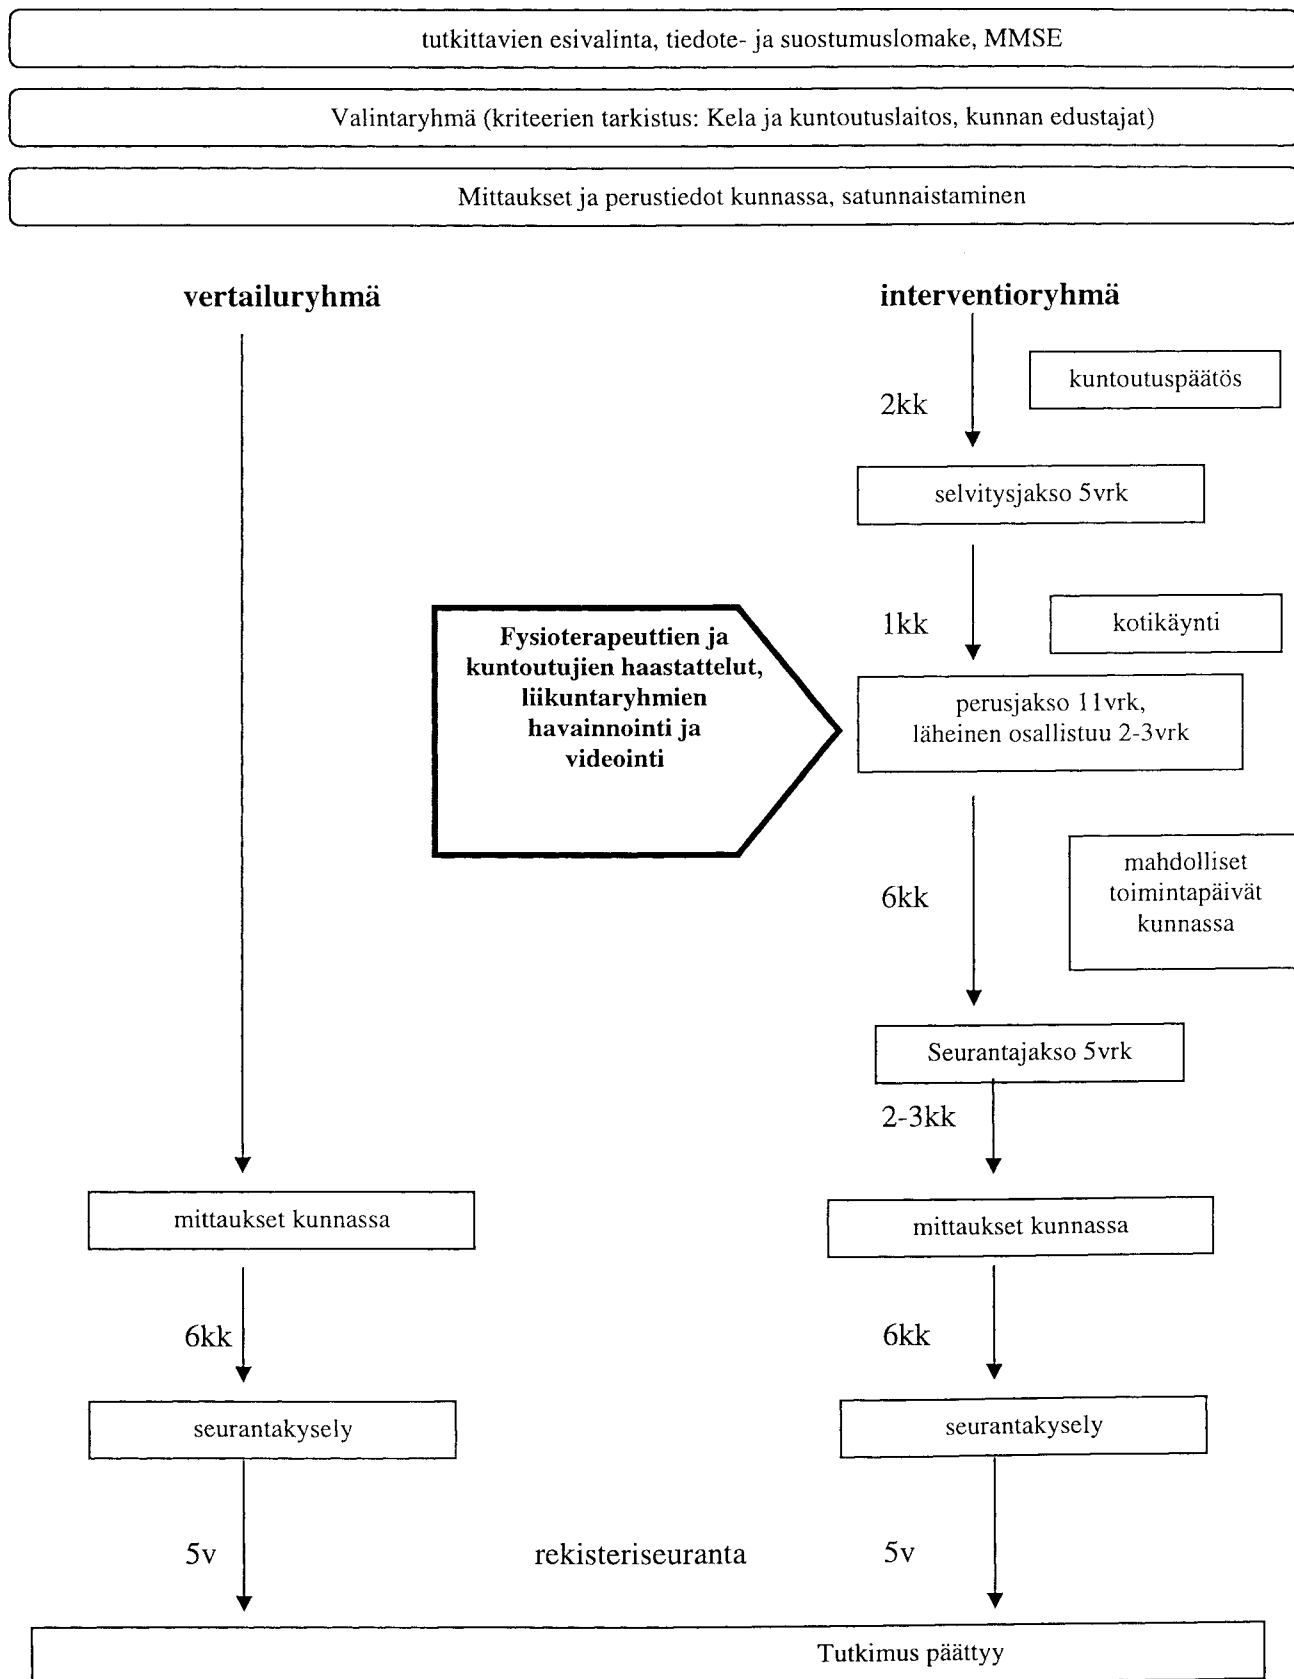 tutkittavien esivalinta, tiedote- ja suostumuslomake, MMSE
Valintaryhmä (kriteerien tarkistus: Kela ja kuntoutuslaitos, kunnan edustajat)
Mittaukset ja perustiedot kunnassa, satunnaistaminen
vertailuryhmä
interventioryhmä
kuntoutuspäätös
2kk
selvitysjakso 5vrk
1kk
kotikäynti
Fysioterapeuttien ja
kuntoutujien haastattelut,
liikuntaryhmien
havainnointi ja
videointi
perusjakso 11vrk,
läheinen osallistuu 2-3vrk
6kk
mahdolliset
toimintapäivät
kunnassa
Seurantajakso 5vrk
2-3kk
mittaukset kunnassa
mittaukset kunnassa
6kk
6kk
seurantakysely
seurantakysely
5v
rekisteriseuranta
5v
Tutkimus päättyy